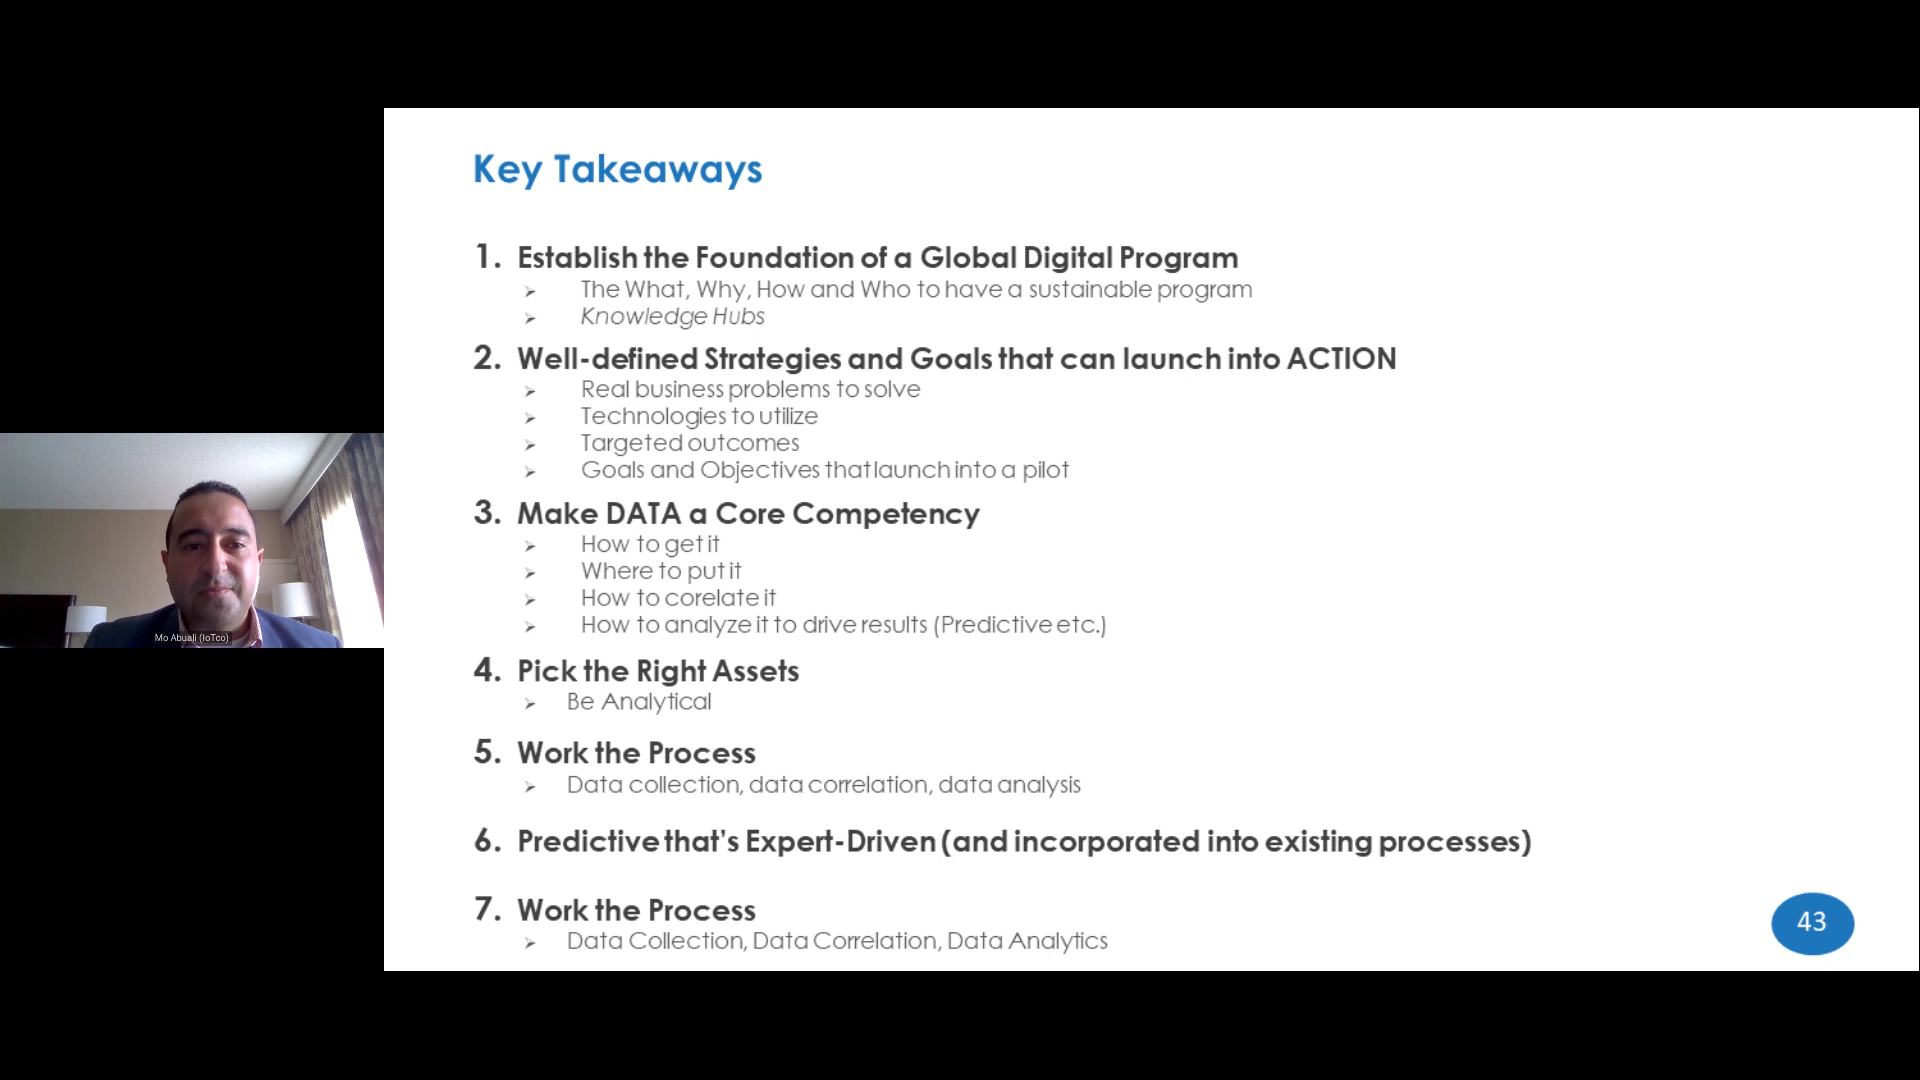 Key Takeaways
1. Establish the Foundation of a Global Digital Program
➢ The What, Why, How and Who to have a sustainable program
➢ Knowledge Hubs
2. Well-defined Strategies and Goals that can launch into ACTION
➢ Real business problems to solve
➢ Technologies to utilize
➢ Targeted outcomes
➢ Goals and Objectives that launch into a pilot
3. Make DATA a Core Competency
➢ How to get it
➢ Where to put it
➢ How to corelate it
➢ How to analyze it to drive results (Predictive etc.)
4. Pick the Right Assets
➢ Be Analytical
5. Work the Process
➢ Data collection, data correlation, data analysis
6. Predictive that's Expert-Driven (and incorporated into existing processes)
7. Work the Process
➢ Data Collection, Data Correlation, Data Analytics
43
Mo Abuali (IoTco)